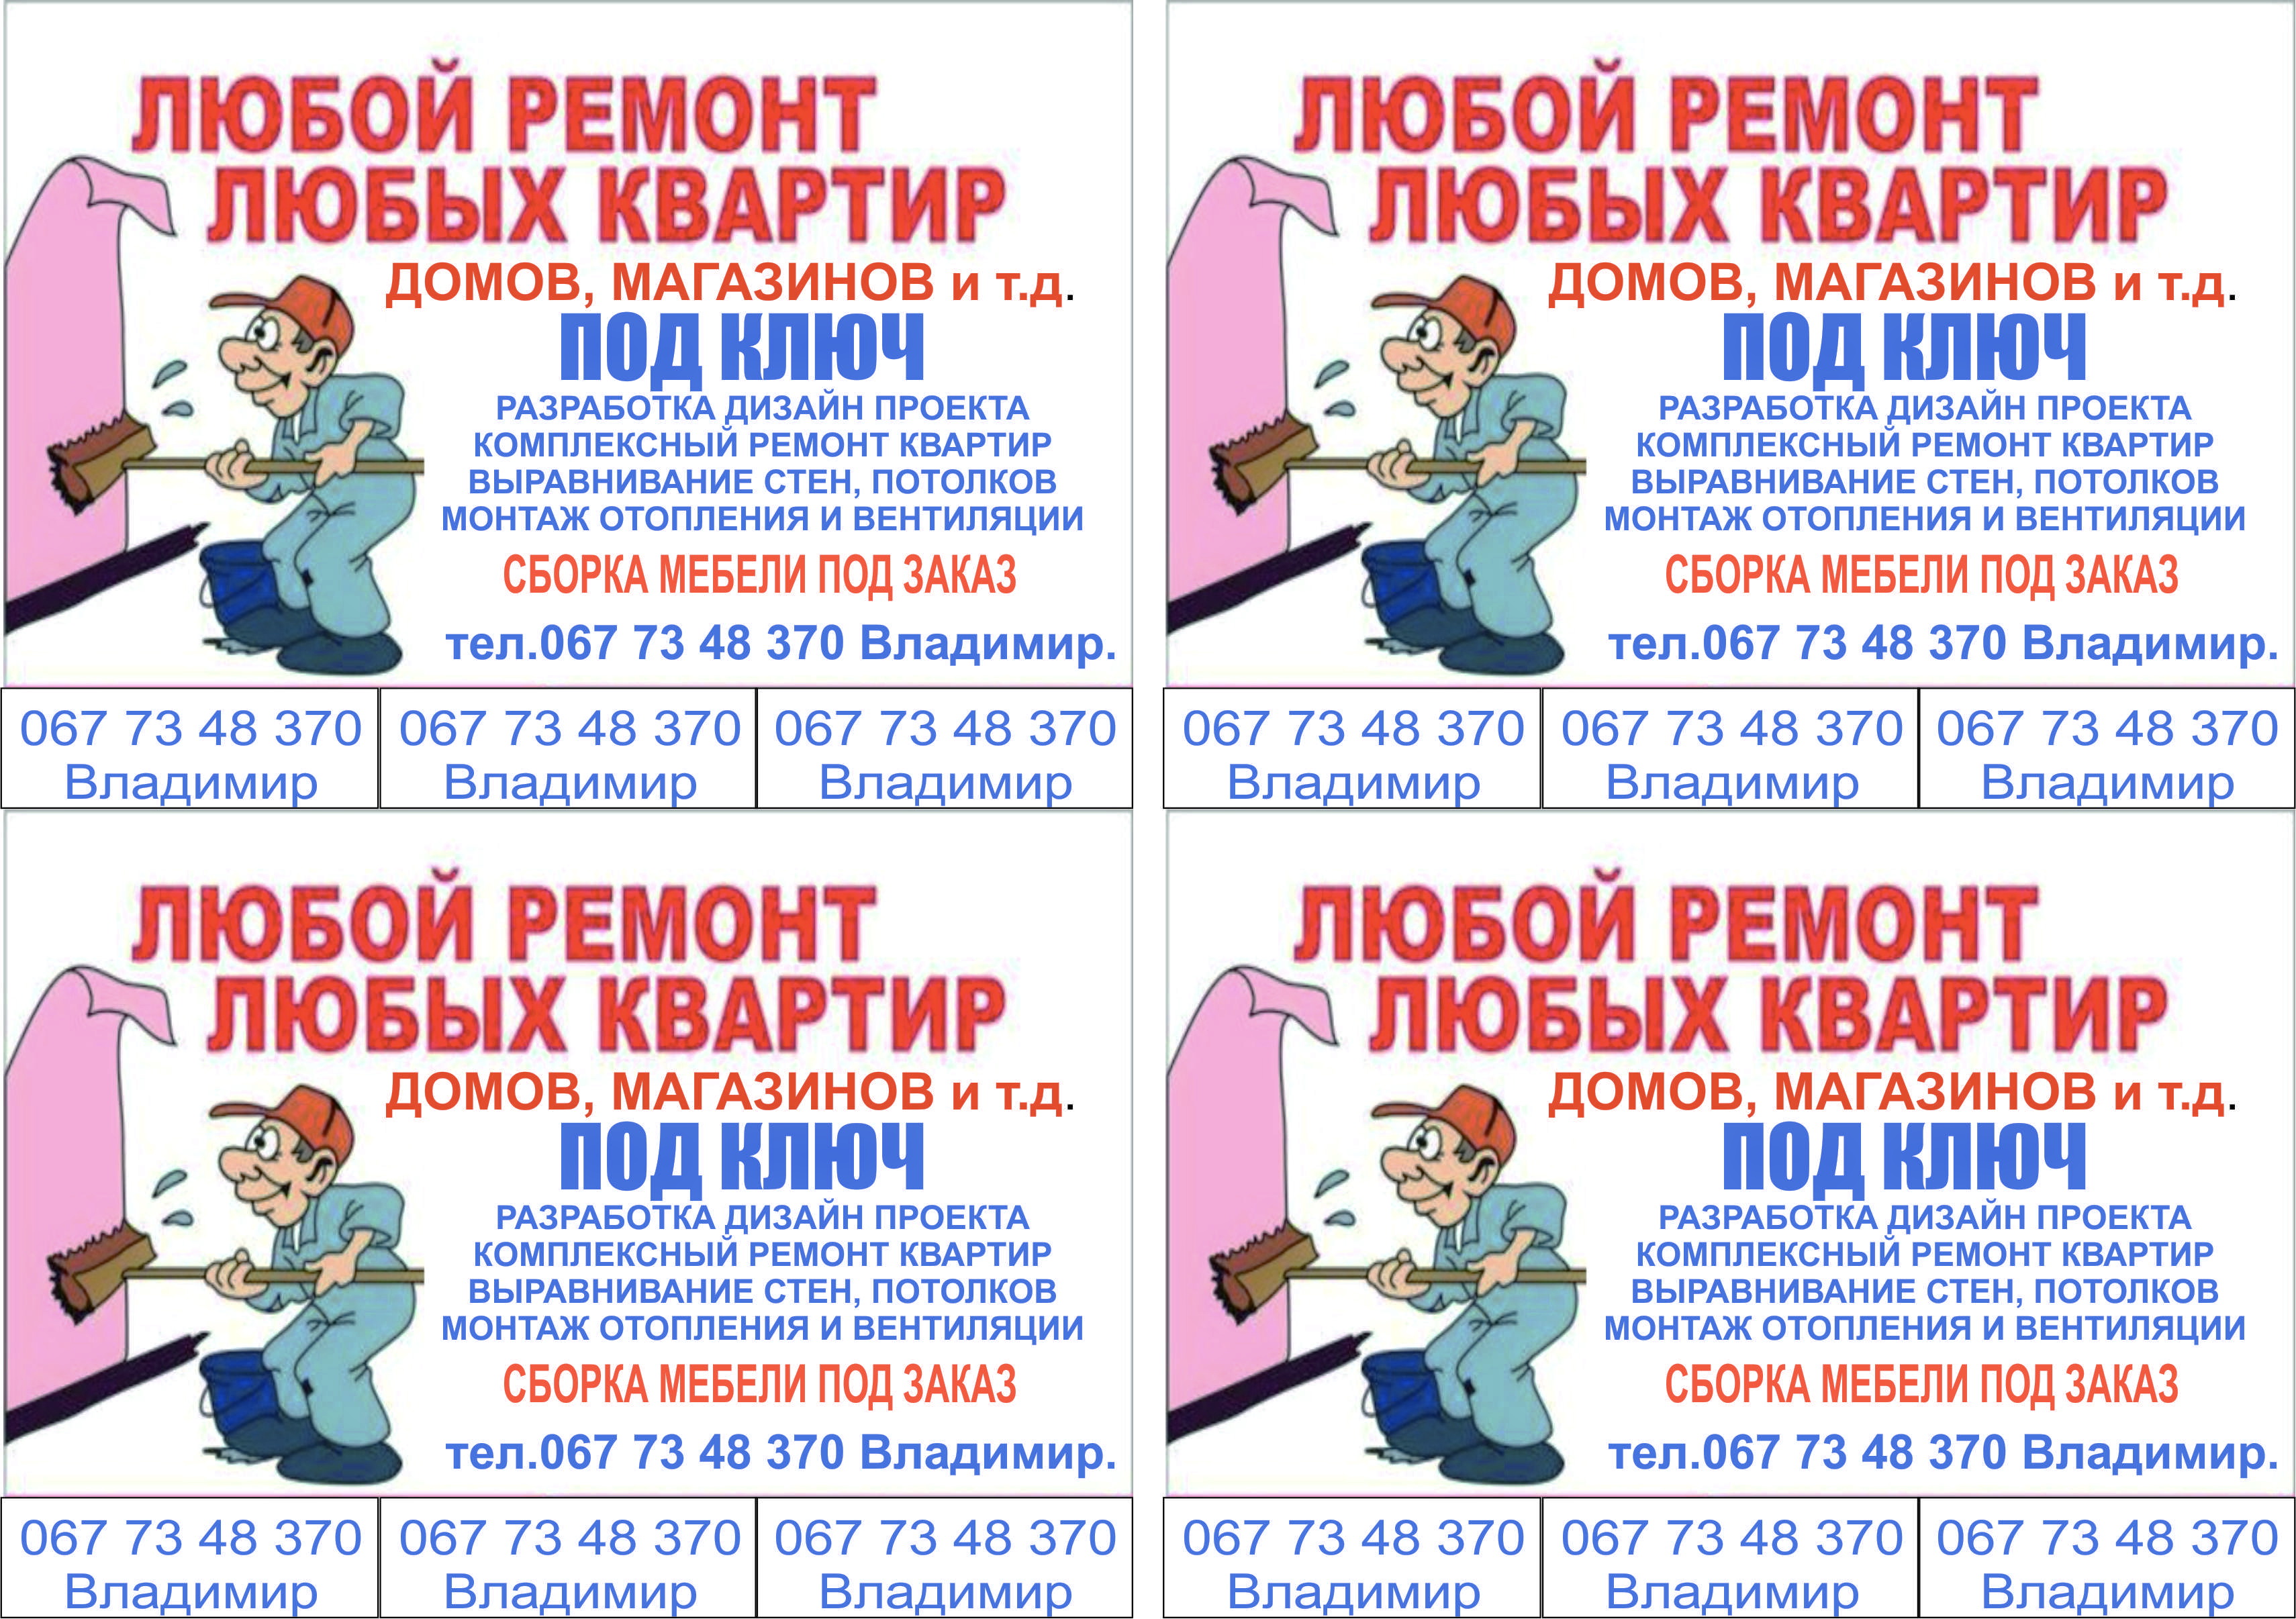 ЛЮБОЙ РЕМОНТ
ЛЮБЫХ КВАРТИР
ДОМОВ, МАГАЗИНОВ и т.д.
ПОД КЛЮЧ
РАЗРАБОТКА ДИЗАЙН ПРОЕКТА
КОМПЛЕКСНЫЙ РЕМОНТ КВАРТИР
ВЫРАВНИВАНИЕ СТЕН, ПОТОЛКОВ
МОНТАЖ ОТОПЛЕНИЯ И ВЕНТИЛЯЦИИ
СБОРКА МЕБЕЛИ ПОД ЗАКАЗ
тел.067 73 48 370 Владимир.
067 73 48 370
Владимир
067 73 48 370
Владимир
067 73 48 370
Владимир
ЛЮБОЙ РЕМОНТ
ЛЮБЫХ КВАРТИР
ДОМОВ, МАГАЗИНОВ и т.д.
ПОД КЛЮЧ
РАЗРАБОТКА ДИЗАЙН ПРОЕКТА
КОМПЛЕКСНЫЙ РЕМОНТ КВАРТИР
ВЫРАВНИВАНИЕ СТЕН, ПОТОЛКОВ
МОНТАЖ ОТОПЛЕНИЯ И ВЕНТИЛЯЦИИ
СБОРКА МЕБЕЛИ ПОД ЗАКАЗ
тел.067 73 48 370 Владимир.
067 73 48 370
Владимир
067 73 48 370
Владимир
067 73 48 370
Владимир
ЛЮБОЙ РЕМОНТ
ЛЮБЫХ КВАРТИР
ДОМОВ, МАГАЗИНОВ и т.д.
ПОД КЛЮЧ
РАЗРАБОТКА ДИЗАЙН ПРОЕКТА
КОМПЛЕКСНЫЙ РЕМОНТ КВАРТИР
ВЫРАВНИВАНИЕ СТЕН, ПОТОЛКОВ
МОНТАЖ ОТОПЛЕНИЯ И ВЕНТИЛЯЦИИ
СБОРКА МЕБЕЛИ ПОД ЗАКАЗ
тел.067 73 48 370 Владимир.
067 73 48 370
Владимир
067 73 48 370
Владимир
067 73 48 370
Владимир
ЛЮБОЙ РЕМОНТ
ЛЮБЫХ КВАРТИР
ДОМОВ, МАГАЗИНОВ и т.д.
ПОД КЛЮЧ
РАЗРАБОТКА ДИЗАЙН ПРОЕКТА
КОМПЛЕКСНЫЙ РЕМОНТ КВАРТИР
ВЫРАВНИВАНИЕ СТЕН, ПОТОЛКОВ
МОНТАЖ ОТОПЛЕНИЯ И ВЕНТИЛЯЦИИ
СБОРКА МЕБЕЛИ ПОД ЗАКАЗ
тел.067 73 48 370 Владимир.
067 73 48 370
Владимир
067 73 48 370
Владимир
067 73 48 370
Владимир